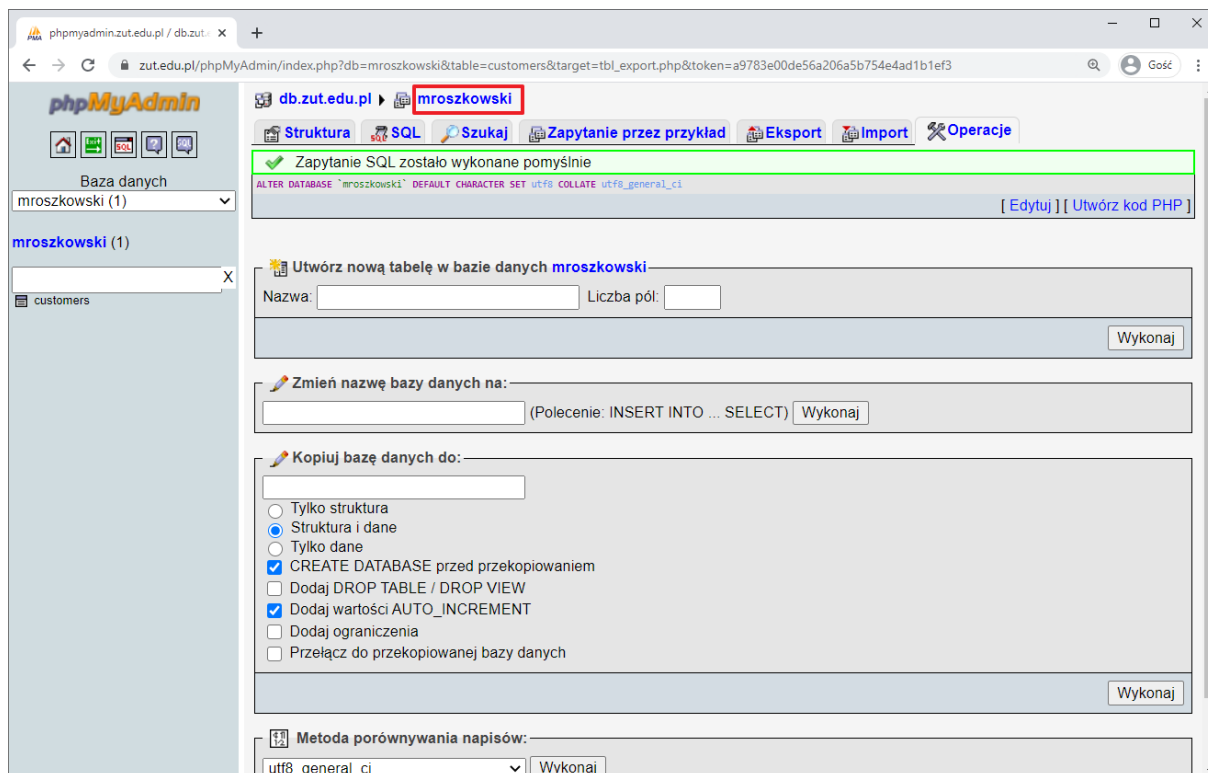 phpmyadmin.zut.edu.pl / db.zut.e
zut.edu.pl/phpMyAdmin/index.php?db=mroszkowski&table=customers&target=tbl_export.php&token=a9783e00de56a206a5b754e4ad1b1ef3
Gość
phpMyAdmin
Baza danych
mroszkowski (1)
mroszkowski (1)
X
customers
db.zut.edu.pl ▸ mroszkowski
Struktura SQL Szukaj Zapytanie przez przykład Eksport Import Operacje
Zapytanie SQL zostało wykonane pomyślnie
ALTER DATABASE `mroszkowski` DEFAULT CHARACTER SET utf8 COLLATE utf8_general_ci
[ Edytuj ] [ Utwórz kod PHP ]
Utwórz nową tabelę w bazie danych mroszkowski
Nazwa: Liczba pól:
Wykonaj
Zmień nazwę bazy danych na:
(Polecenie: INSERT INTO ... SELECT) Wykonaj
Kopiuj bazę danych do:
Tylko struktura
Struktura i dane
Tylko dane
CREATE DATABASE przed przekopiowaniem
Dodaj DROP TABLE / DROP VIEW
Dodaj wartości AUTO_INCREMENT
Dodaj ograniczenia
Przełącz do przekopiowanej bazy danych
Wykonaj
Metoda porównywania napisów:
utf8_general_ci Wykonaj